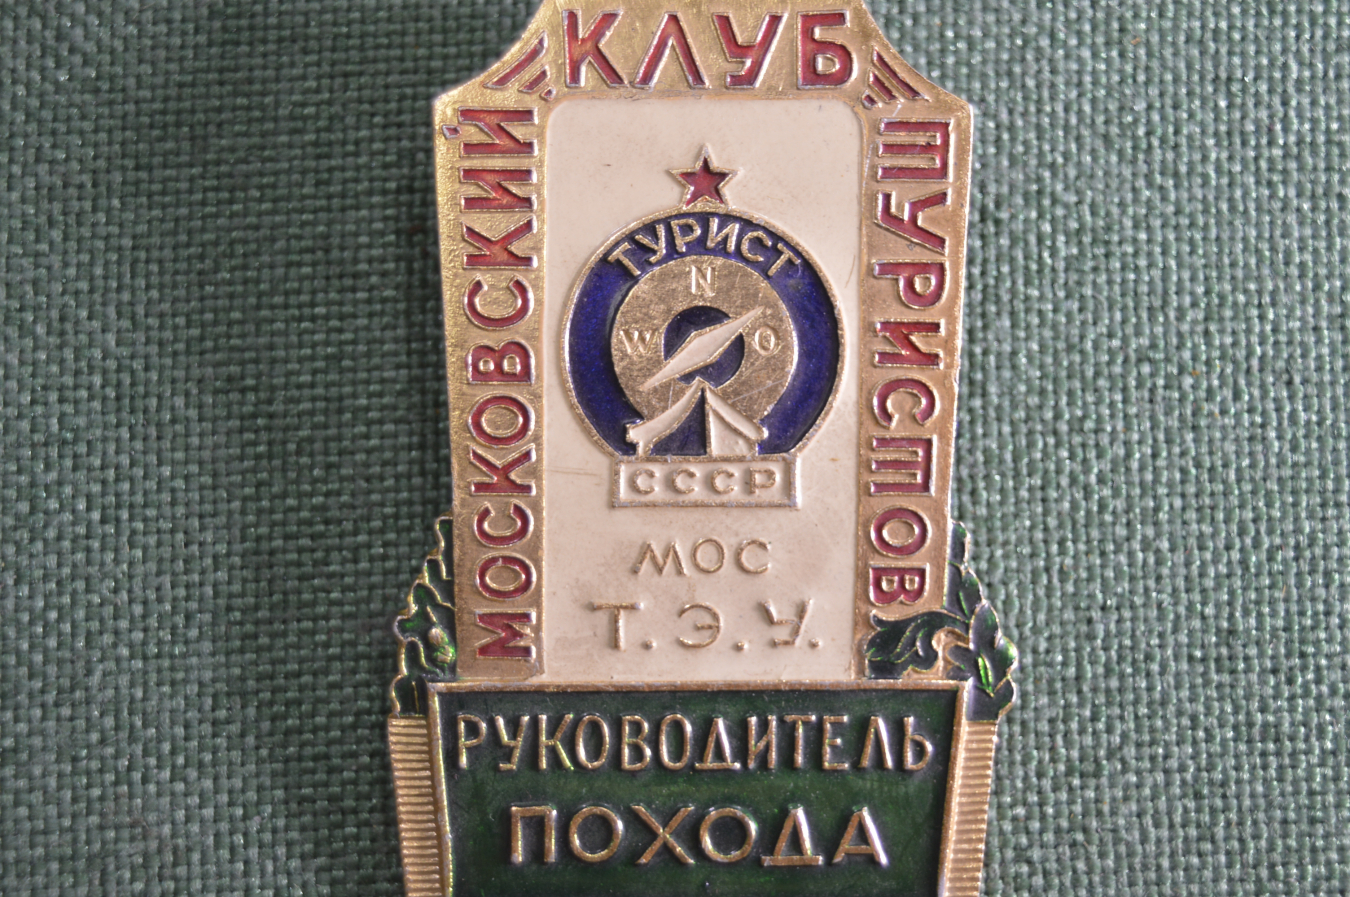 МОСКОВСКИЙ
КЛУБ
ТУРИСТОВ
ТУРИСТ
N
W O
СССР
МОС
Т.Э.У.
РУКОВОДИТЕЛЬ
ПОХОДА